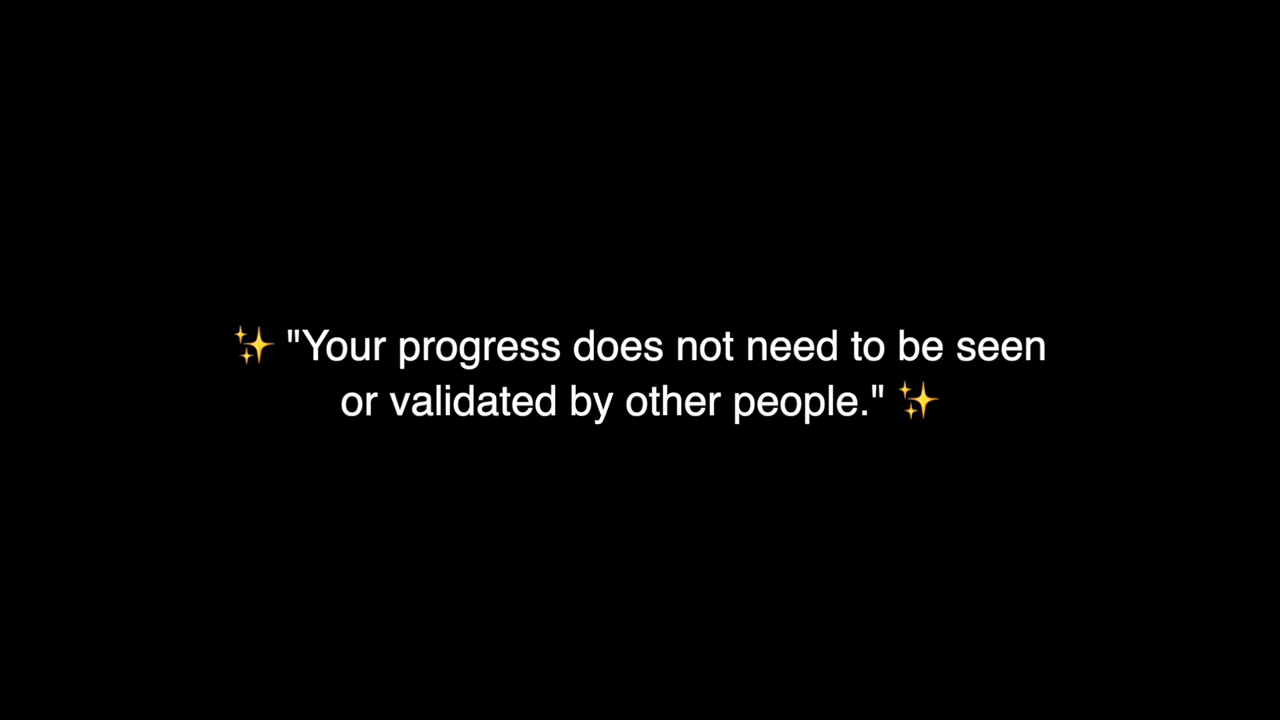 ✨ "Your progress does not need to be seen
or validated by other people." ✨